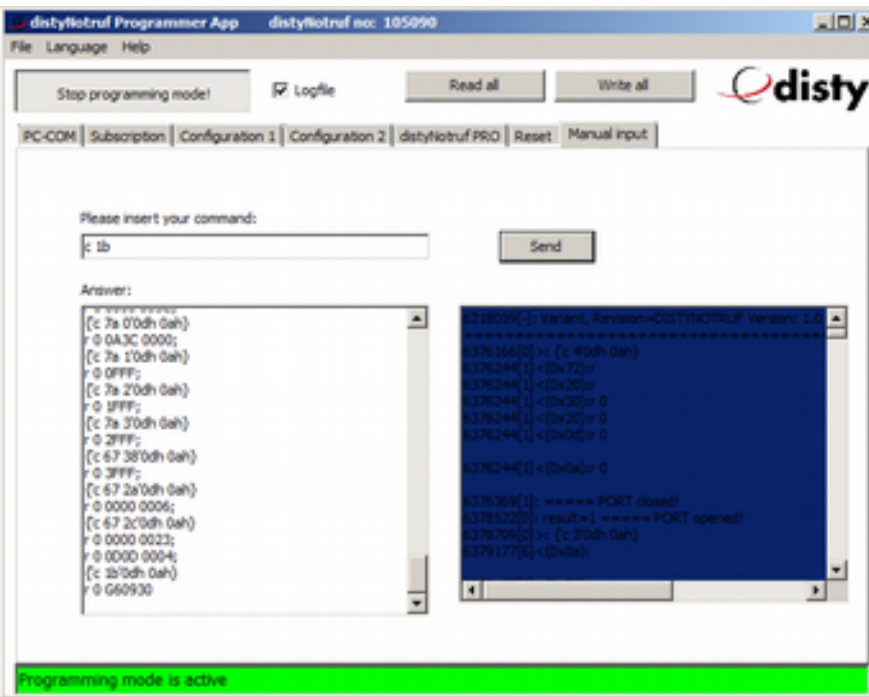 distyNotruf Programmer App distyNotruf no: 105090
File Language Help
Stop programming mode!
Logfile
Read all
Write all
disty
PC-COM Subscription Configuration 1 Configuration 2 distyNotruf PRO Reset Manual input
Please insert your command:
c 1b
Send
Answer:
{'c 7a 0'0dh 0ah}
r 0 0A3C 0000;
{'c 7a 1'0dh 0ah}
r 0 0FFF;
{'c 7a 2'0dh 0ah}
r 0 1FFF;
{'c 7a 3'0dh 0ah}
r 0 2FFF;
{'c 67 38'0dh 0ah}
r 0 3FFF;
{'c 67 2a'0dh 0ah}
r 0 0000 0006;
{'c 67 2c'0dh 0ah}
r 0 0000 0023;
r 0 0D0D 0004;
{'c 1b'0dh 0ah}
r 0 G60930
6218059[-]: Variant, Revision=DISTYNOTRUF Version: 1.0
6376166[0]>: {'c 4'0dh 0ah}
6376244[1]<(0x72):r
6376244[1]<(0x20):r
6376244[1]<(0x30):r 0
6376244[1]<(0x20):r 0
6376244[1]<(0x0d):r 0
6376244[1]<(0x0a):r 0
6376369[1]: ===== PORT closed!
6378522[0]: result=1 ===== PORT opened!
6378709[0]>: {'c 3'0dh 0ah}
6379177[6]<(0x0a):
Programming mode is active